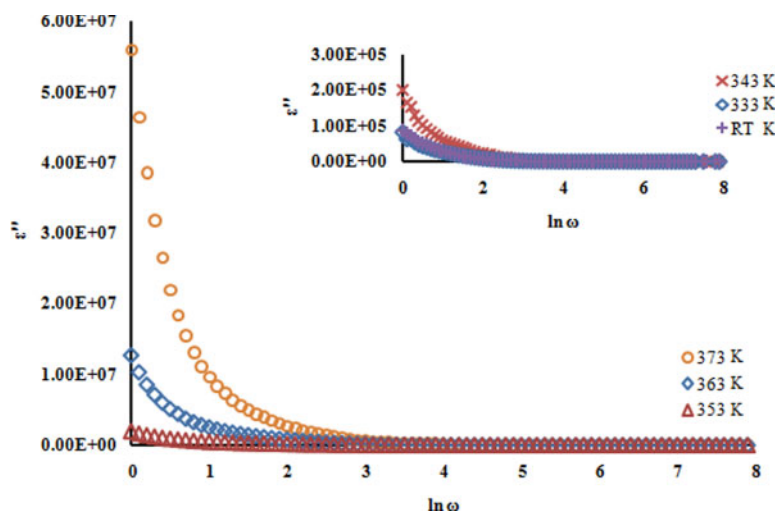 6.00E+07
5.00E+07
4.00E+07
3.00E+07
2.00E+07
1.00E+07
0.00E+00
ε"
0 1 2 3 4 5 6 7 8
ln ω
373 K
363 K
353 K
3.00E+05
2.00E+05
1.00E+05
0.00E+00
ε"
0 2 4 6 8
ln ω
343 K
333 K
RT K